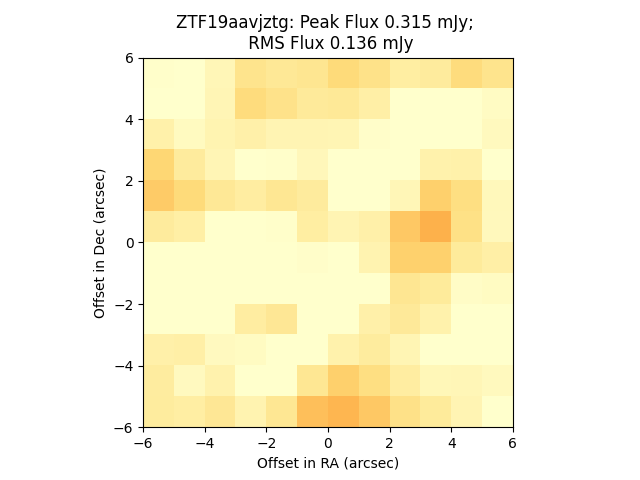 ZTF19aavjztg: Peak Flux 0.315 mJy;
RMS Flux 0.136 mJy
6
4
2
0
−2
−4
−6
Offset in Dec (arcsec)
−6 −4 −2 0 2 4 6
Offset in RA (arcsec)